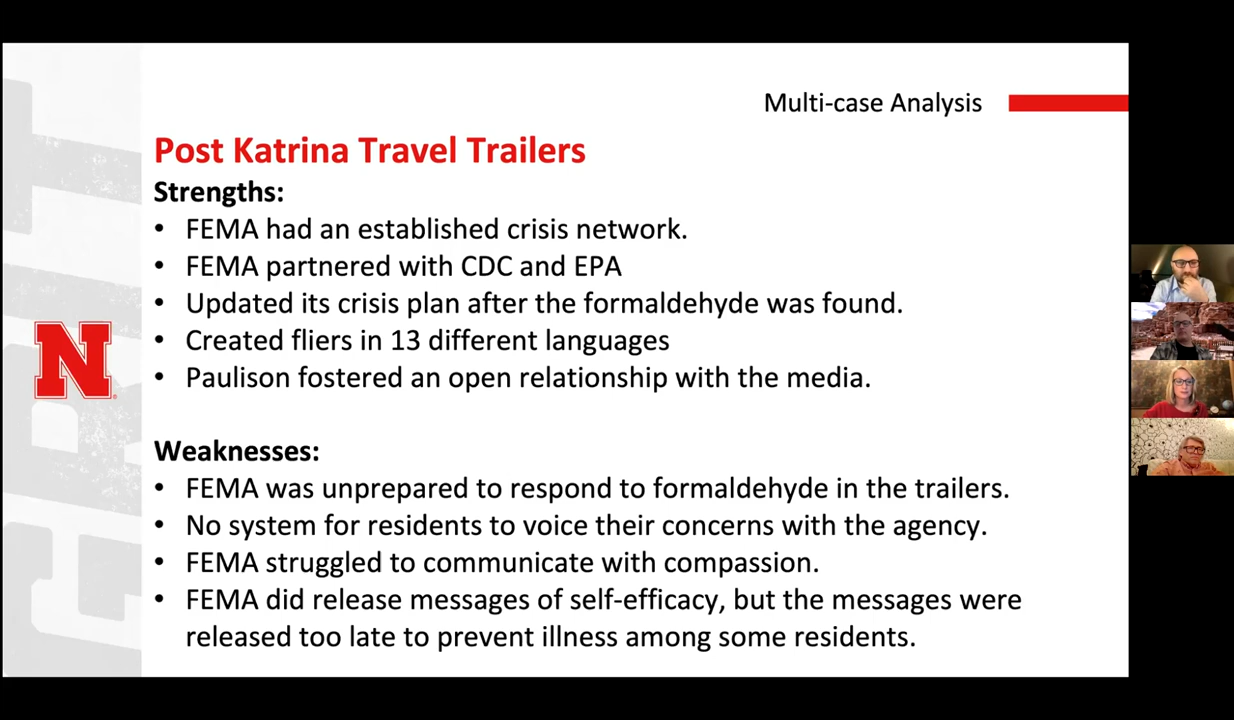 Multi-case Analysis
Post Katrina Travel Trailers
Strengths:
• FEMA had an established crisis network.
• FEMA partnered with CDC and EPA
• Updated its crisis plan after the formaldehyde was found.
• Created fliers in 13 different languages
• Paulison fostered an open relationship with the media.
Weaknesses:
• FEMA was unprepared to respond to formaldehyde in the trailers.
• No system for residents to voice their concerns with the agency.
• FEMA struggled to communicate with compassion.
• FEMA did release messages of self-efficacy, but the messages were
released too late to prevent illness among some residents.
N